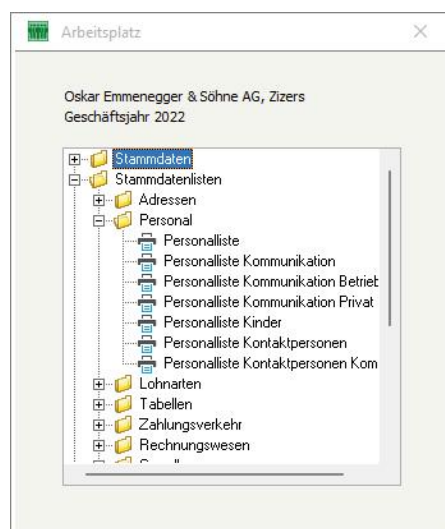 Arbeitsplatz
Oskar Emmenegger & Söhne AG, Zizers
Geschäftsjahr 2022
Stammdaten
Stammdatenlisten
Adressen
Personal
Personalliste
Personalliste Kommunikation
Personalliste Kommunikation Betrieb
Personalliste Kommunikation Privat
Personalliste Kinder
Personalliste Kontaktpersonen
Personalliste Kontaktpersonen Kom
Lohnarten
Tabellen
Zahlungsverkehr
Rechnungswesen